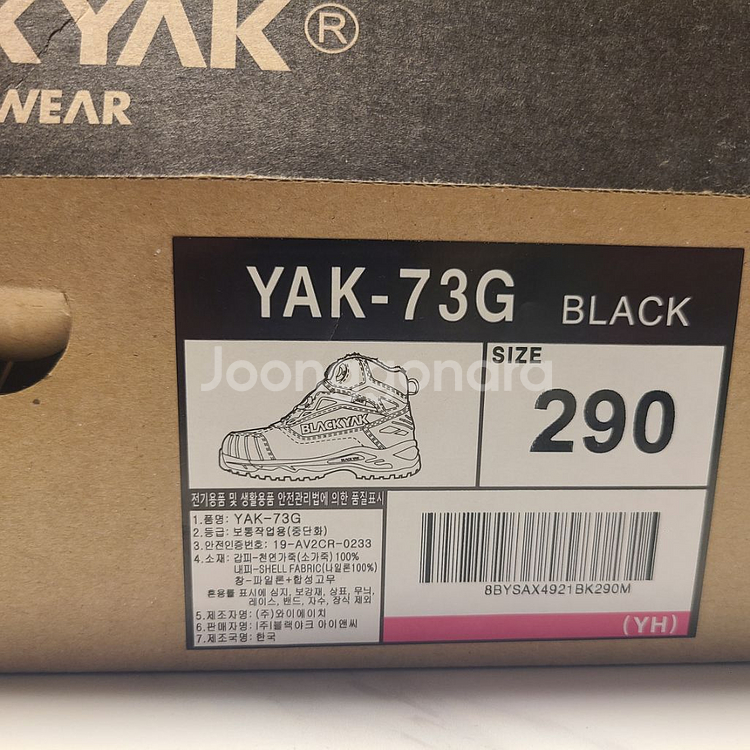 KYAK®
WEAR
YAK-73G BLACK
Joongonara
BLACKYAK
SIZE
290
전기용품 및 생활용품 안전관리법에 의한 품질표시
1.품명: YAK-73G
2.등급: 보통작업용(중단화)
3.안전인증번호: 19-AV2CR-0233
4.소재: 갑피-천연가죽(소가죽)100%
내피-SHELL FABRIC(나일론100%)
창-파일론+합성고무
혼용률 표시에 심지, 보강재, 상표, 무늬,
레이스, 밴드, 자수, 장식 제외
5.제조자명: (주)와이에이치
6.판매자명: (주)블랙야크 아이앤씨
7.제조국명: 한국
8BYSAX4921BK290M
(YH)